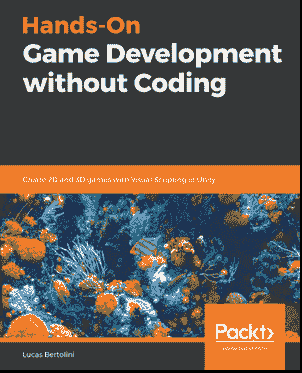 Hands-On
Game Development
without Coding
Create 2D and 3D games with Visual Scripting in Unity
Lucas Bertolini
Packt>